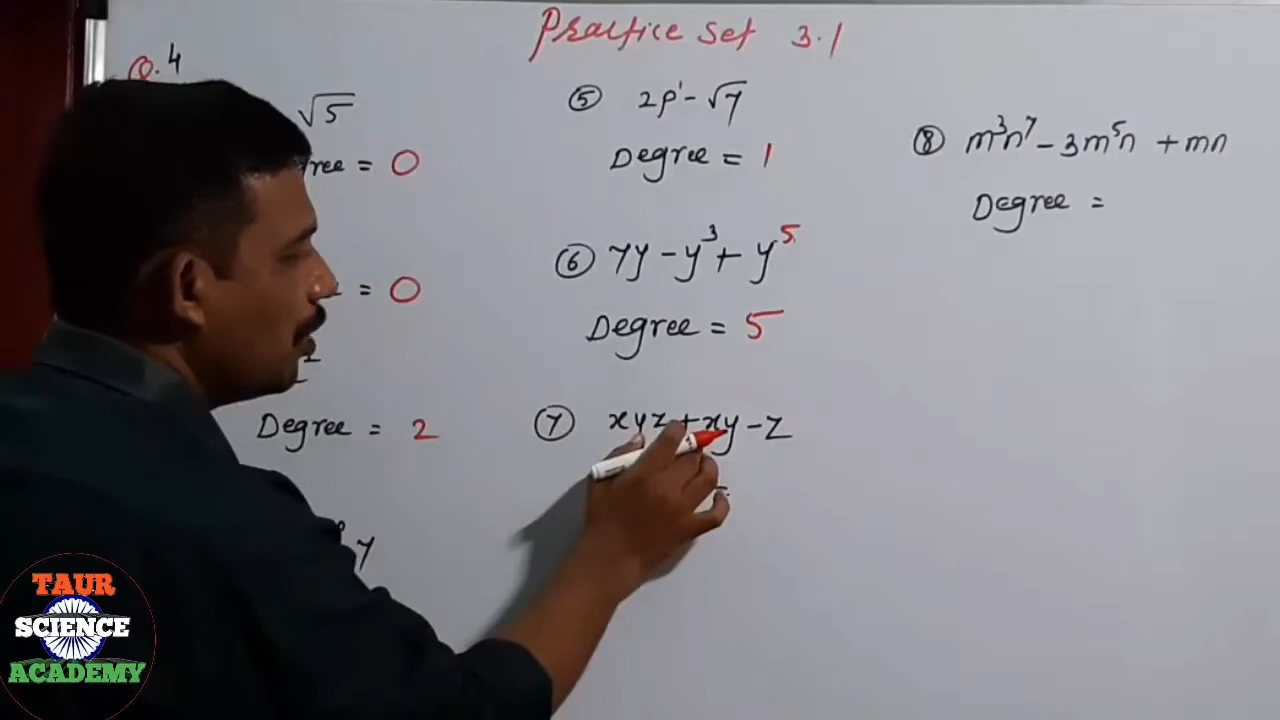 Practice Set 3.1
Q.4
√5
ree = 0
= 0
Degree = 2
y
⑤ 2p¹ - √7
Degree = 1
⑥ 7y - y³ + y⁵
Degree = 5
⑦ xyz + xy - z
=
⑧ m³n⁷ - 3m⁵n + mn
Degree =
TAUR
SCIENCE
ACADEMY